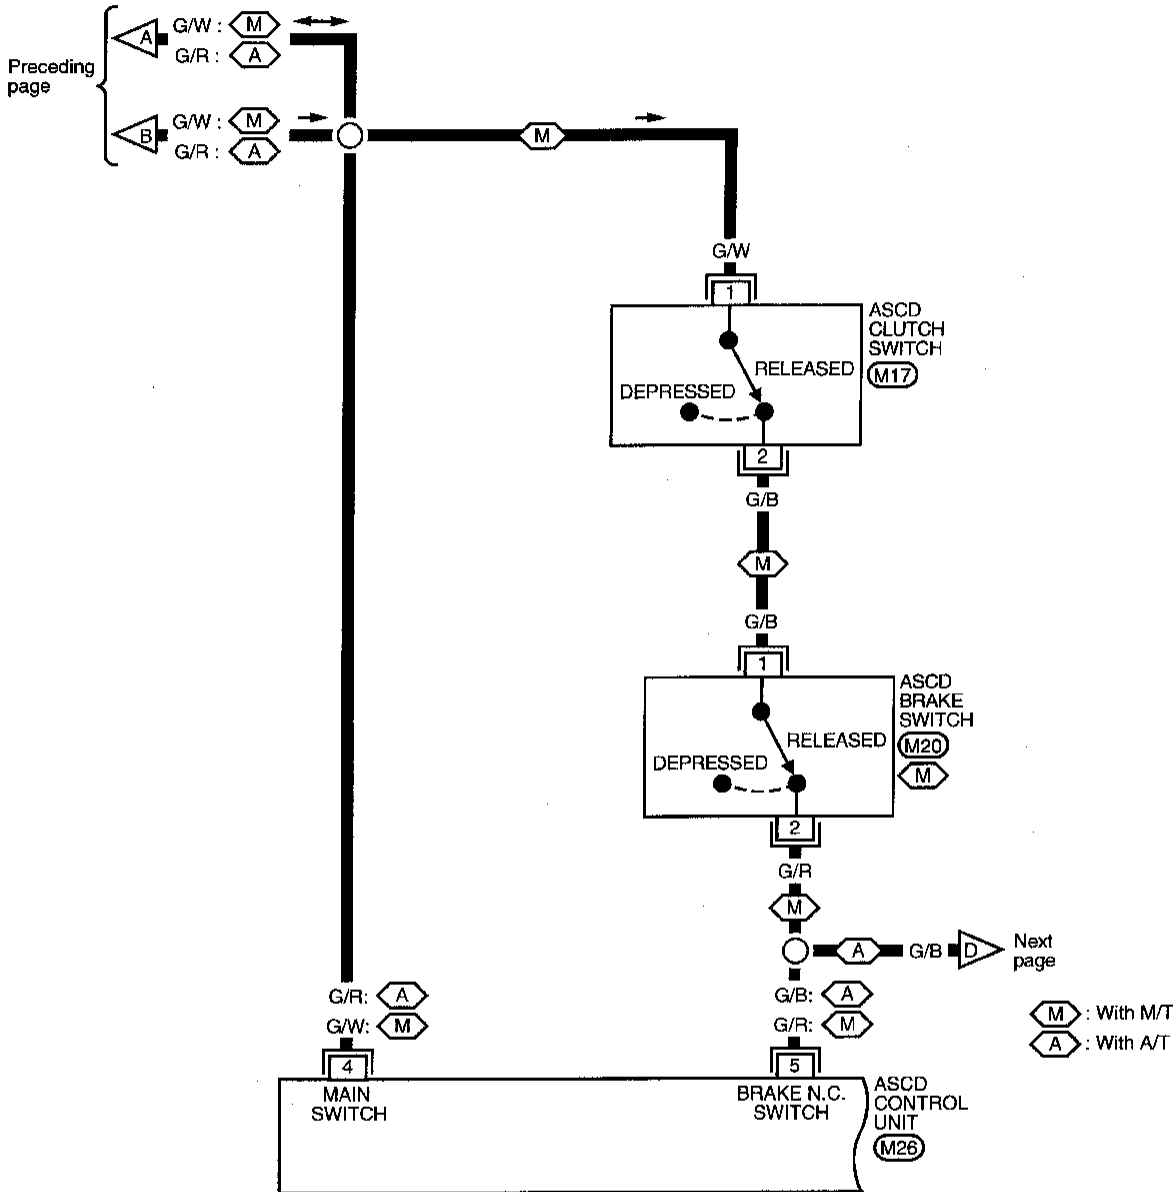 Preceding
page
A
G/W : M
G/R : A
B
G/W : M
G/R : A
M
G/W
1
ASCD
CLUTCH
SWITCH
M17
RELEASED
DEPRESSED
2
G/B
M
G/B
1
ASCD
BRAKE
SWITCH
M20
M
RELEASED
DEPRESSED
2
G/R
M
A
G/B
D
Next
page
G/R: A
G/W: M
G/B: A
G/R: M
M : With M/T
A : With A/T
4
MAIN
SWITCH
5
BRAKE N.C.
SWITCH
ASCD
CONTROL
UNIT
M26